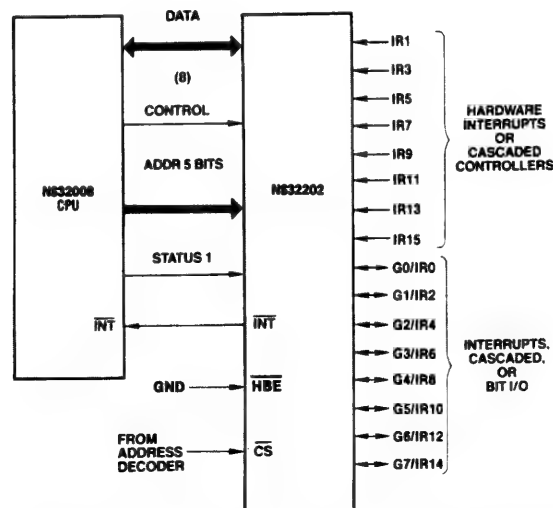 DATA
(8)
CONTROL
ADDR 5 BITS
NS32008
CPU
NS32202
STATUS 1
INT
INT
GND
HBE
FROM
ADDRESS
DECODER
CS
IR1
IR3
IR5
IR7
IR9
IR11
IR13
IR15
G0/IR0
G1/IR2
G2/IR4
G3/IR6
G4/IR8
G5/IR10
G6/IR12
G7/IR14
HARDWARE
INTERRUPTS
OR
CASCADED
CONTROLLERS
INTERRUPTS,
CASCADED,
OR
BIT I/O